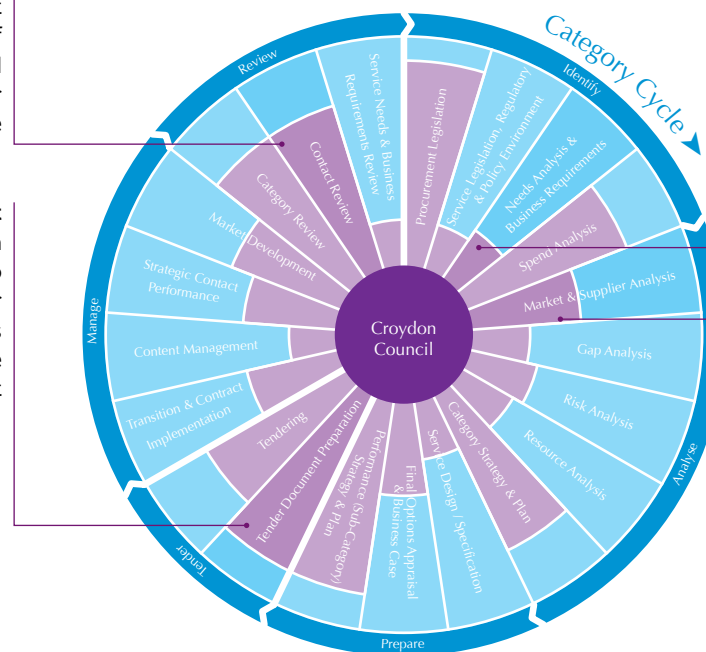 Category Cycle
Identify
Procurement Legislation
Service Legislation, Regulatory
& Policy Environment
Needs Analysis &
Business Requirements
Spend Analysis
Analyse
Market & Supplier Analysis
Gap Analysis
Risk Analysis
Resource Analysis
Category Strategy & Plan
Prepare
Service Design / Specification
Final Options Appraisal
& Business Case
Performance (Sub-Category)
Strategy & Plan
Tender
Tender Document Preparation
Tendering
Manage
Transition & Contract
Implementation
Content Management
Strategic Contact
Performance
Market Development
Review
Category Review
Contact Review
Service Needs & Business
Requirements Review
Croydon
Council